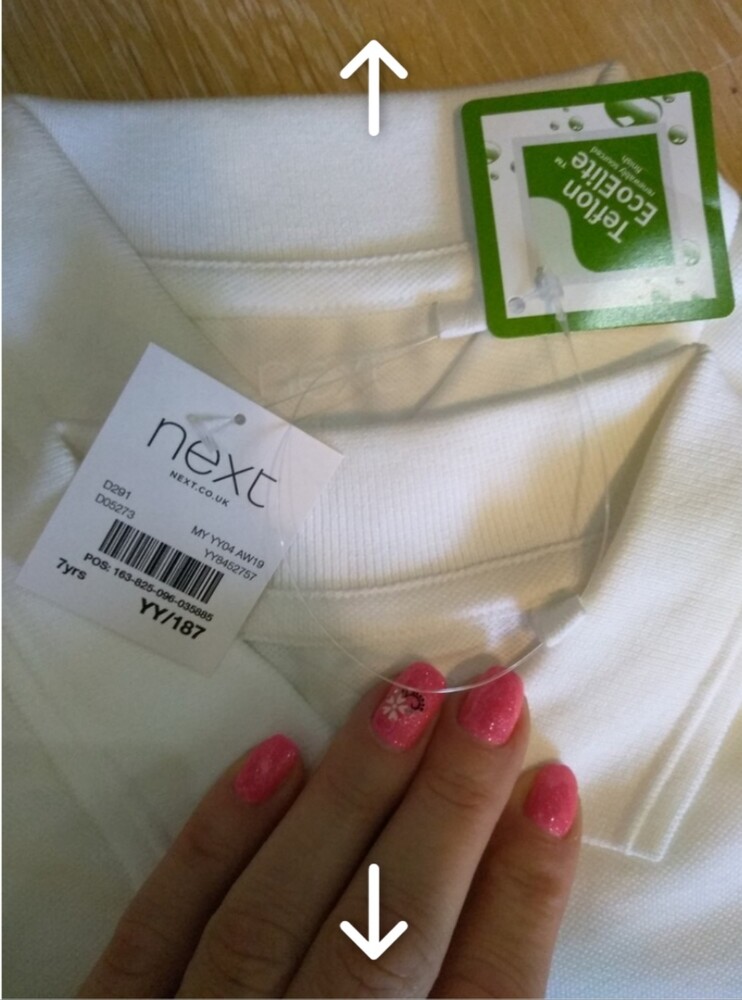 Teflon
EcoElite™
renewably sourced
finish
next
NEXT.CO.UK
D291
D05273
MY YY04 AW19
YY8452757
POS: 163-825-096-035885
7yrs
YY/187